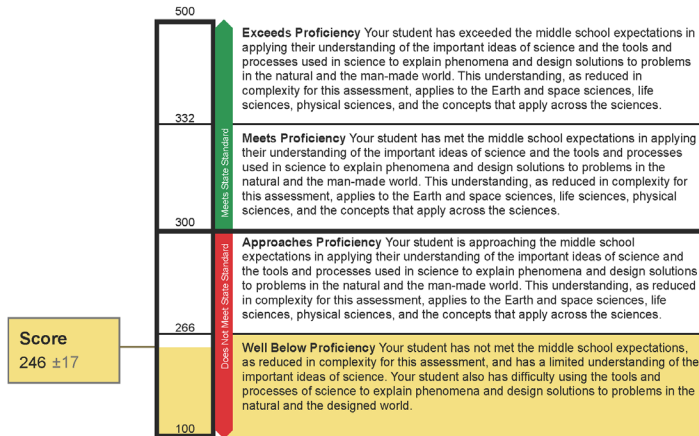 500
Exceeds Proficiency Your student has exceeded the middle school expectations in
applying their understanding of the important ideas of science and the tools and
processes used in science to explain phenomena and design solutions to problems
in the natural and the man-made world. This understanding, as reduced in
complexity for this assessment, applies to the Earth and space sciences, life
sciences, physical sciences, and the concepts that apply across the sciences.
332
Meets State Standard
Meets Proficiency Your student has met the middle school expectations in applying
their understanding of the important ideas of science and the tools and processes
used in science to explain phenomena and design solutions to problems in the
natural and the man-made world. This understanding, as reduced in complexity for
this assessment, applies to the Earth and space sciences, life sciences, physical
sciences, and the concepts that apply across the sciences.
300
Approaches Proficiency Your student is approaching the middle school
expectations in applying their understanding of the important ideas of science and
the tools and processes used in science to explain phenomena and design solutions
to problems in the natural and the man-made world. This understanding, as reduced
in complexity for this assessment, applies to the Earth and space sciences, life
sciences, physical sciences, and the concepts that apply across the sciences.
266
Does Not Meet State Standard
Score
246 ±17
Well Below Proficiency Your student has not met the middle school expectations,
as reduced in complexity for this assessment, and has a limited understanding of the
important ideas of science. Your student also has difficulty using the tools and
processes of science to explain phenomena and design solutions to problems in the
natural and the designed world.
100